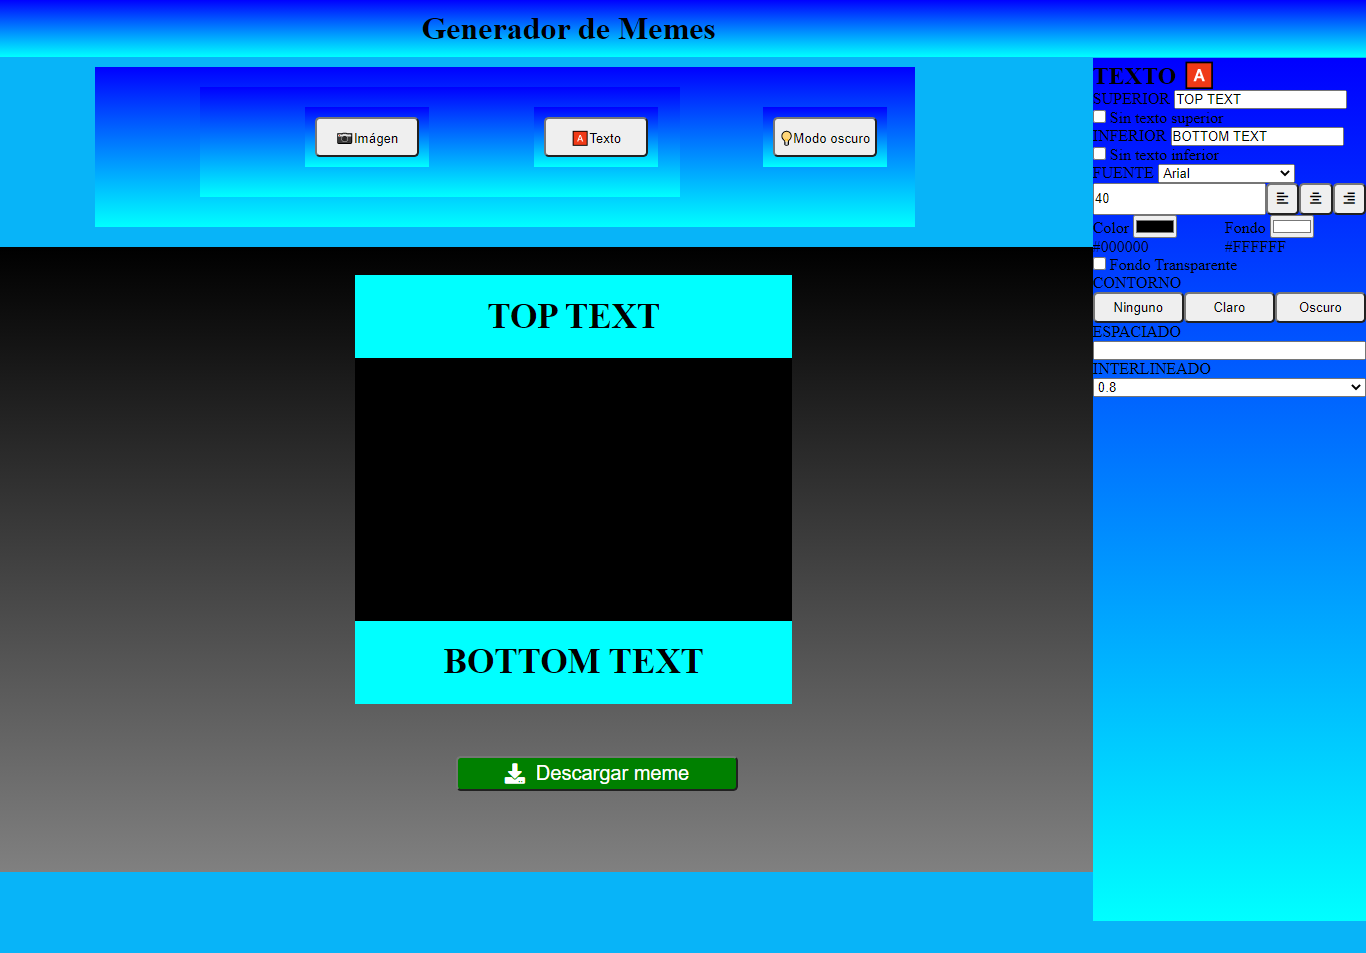 Generador de Memes
Imágen
Texto
Modo oscuro
TOP TEXT
BOTTOM TEXT
Descargar meme
TEXTO A
SUPERIOR TOP TEXT
Sin texto superior
INFERIOR BOTTOM TEXT
Sin texto inferior
FUENTE Arial
40
Color Fondo
#000000 #FFFFFF
Fondo Transparente
CONTORNO
Ninguno Claro Oscuro
ESPACIADO
INTERLINEADO
0.8